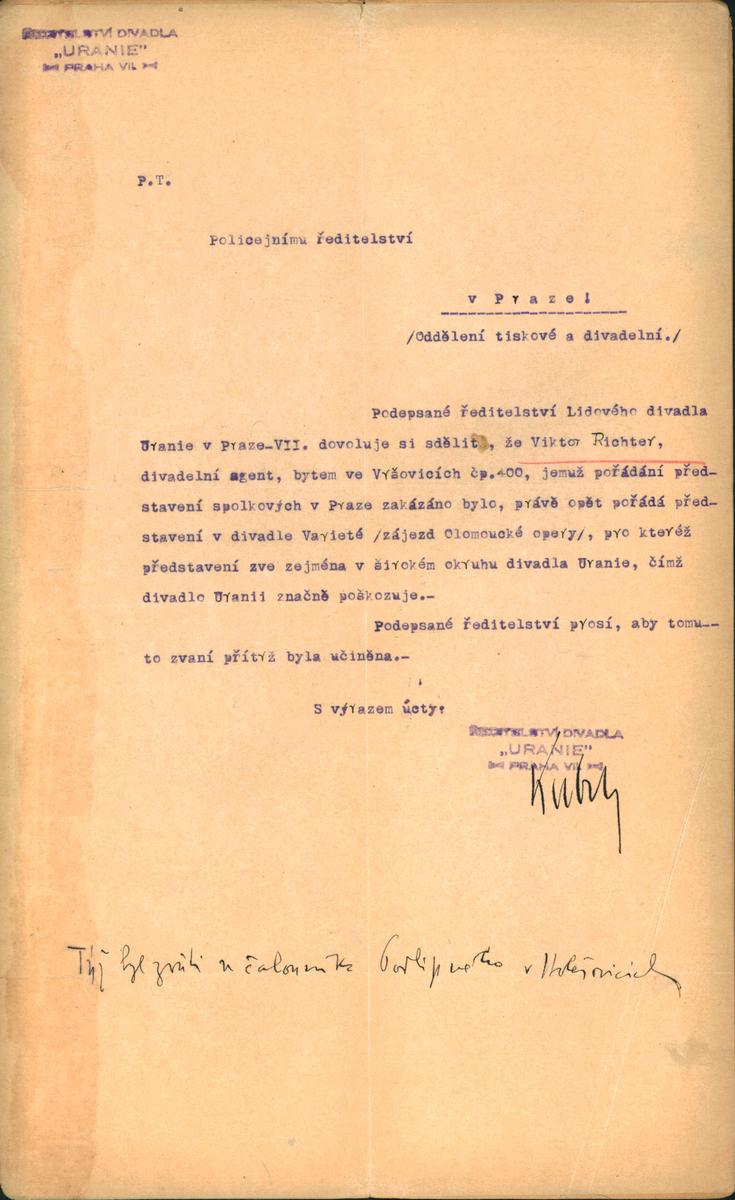 ŘEDITELSTVÍ DIVADLA
„URANIE"
PRAHA VII.
P.T.
Policejnímu ředitelství
v Praze!
/Oddělení tiskové a divadelní./
Podepsané ředitelství Lidového divadla
Uranie v Praze-VII. dovoluje si sdělit, že Viktor Richter,
divadelní agent, bytem ve Vršovicích čp.400, jemuž pořádání před-
stavení spolkových v Praze zakázáno bylo, právě opět pořádá před-
stavení v divadle Varieté /zájezd Olomoucké opery/, pro kteréž
představení zve zejména v širokém okruhu divadla Uranie, čímž
divadlo Uranii značně poškozuje.-
Podepsané ředitelství prosí, aby tomu--
to zvaní přítrž byla učiněna.-
S výrazem úcty:
ŘEDITELSTVÍ DIVADLA
„URANIE"
PRAHA VII.
Týž byl u čalouníka v Holešovicích